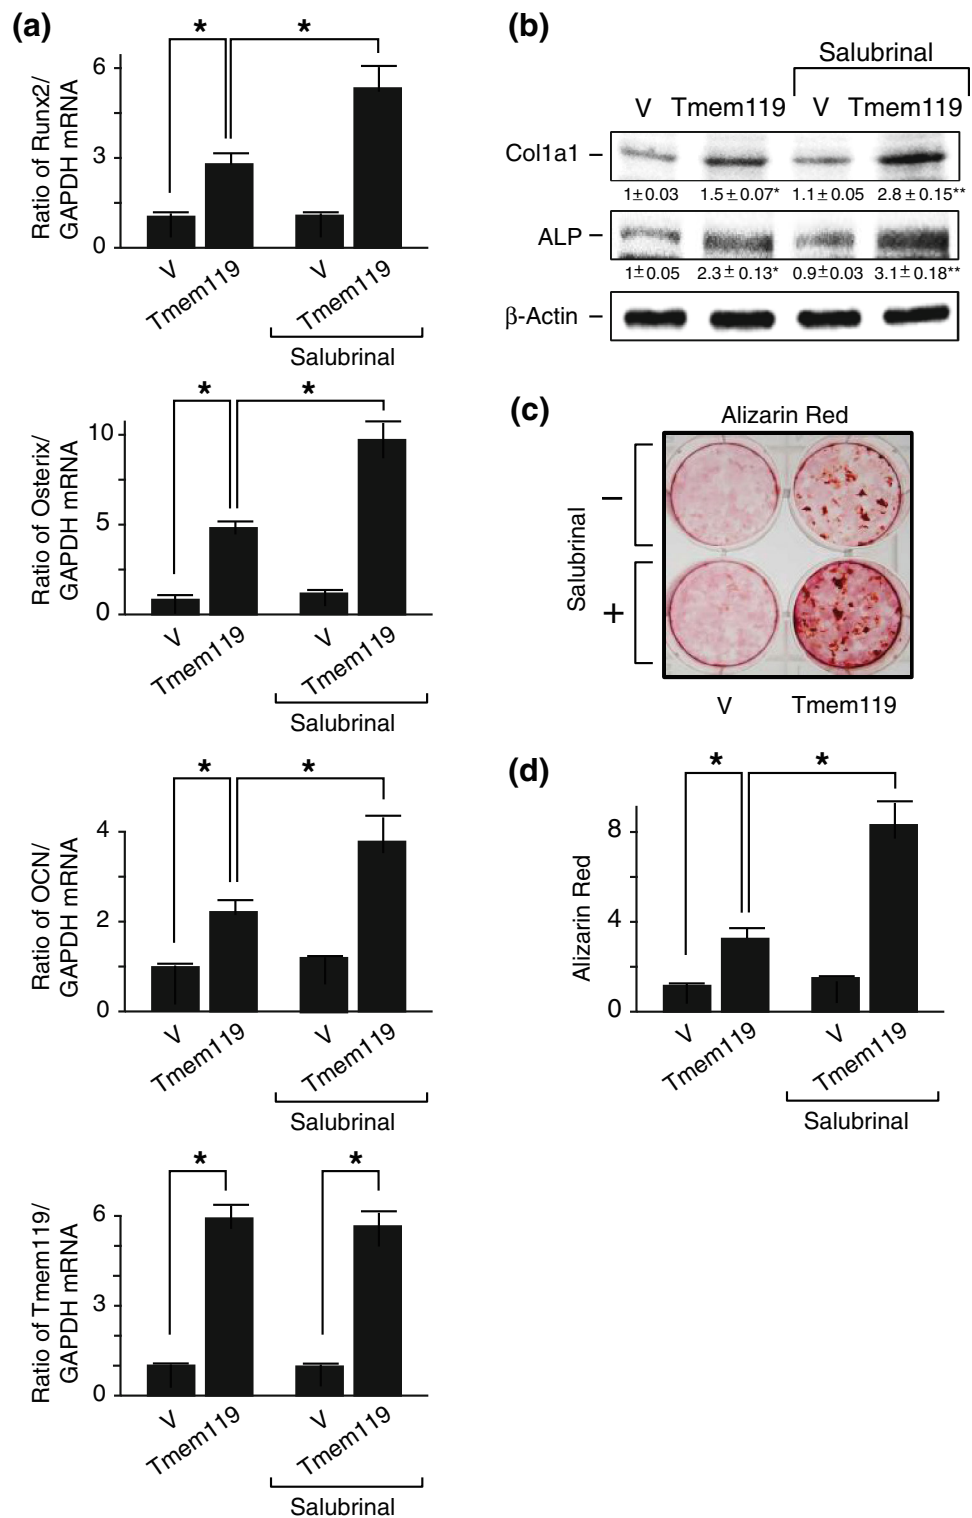 (a)
* *
Ratio of Runx2/
GAPDH mRNA
6
3
0
V
Tmem119
V
Tmem119
Salubrinal
* *
Ratio of Osterix/
GAPDH mRNA
10
5
0
V
Tmem119
V
Tmem119
Salubrinal
* *
Ratio of OCN/
GAPDH mRNA
4
2
0
V
Tmem119
V
Tmem119
Salubrinal
* *
Ratio of Tmem119/
GAPDH mRNA
6
3
0
V
Tmem119
V
Tmem119
Salubrinal
(b)
Salubrinal
V Tmem119 V Tmem119
Col1a1 –
1±0.03 1.5±0.07* 1.1±0.05 2.8±0.15**
ALP –
1±0.05 2.3±0.13* 0.9±0.03 3.1±0.18**
β-Actin –
(c)
Alizarin Red
Salubrinal
–
+
V Tmem119
(d)
* *
Alizarin Red
8
4
0
V
Tmem119
V
Tmem119
Salubrinal